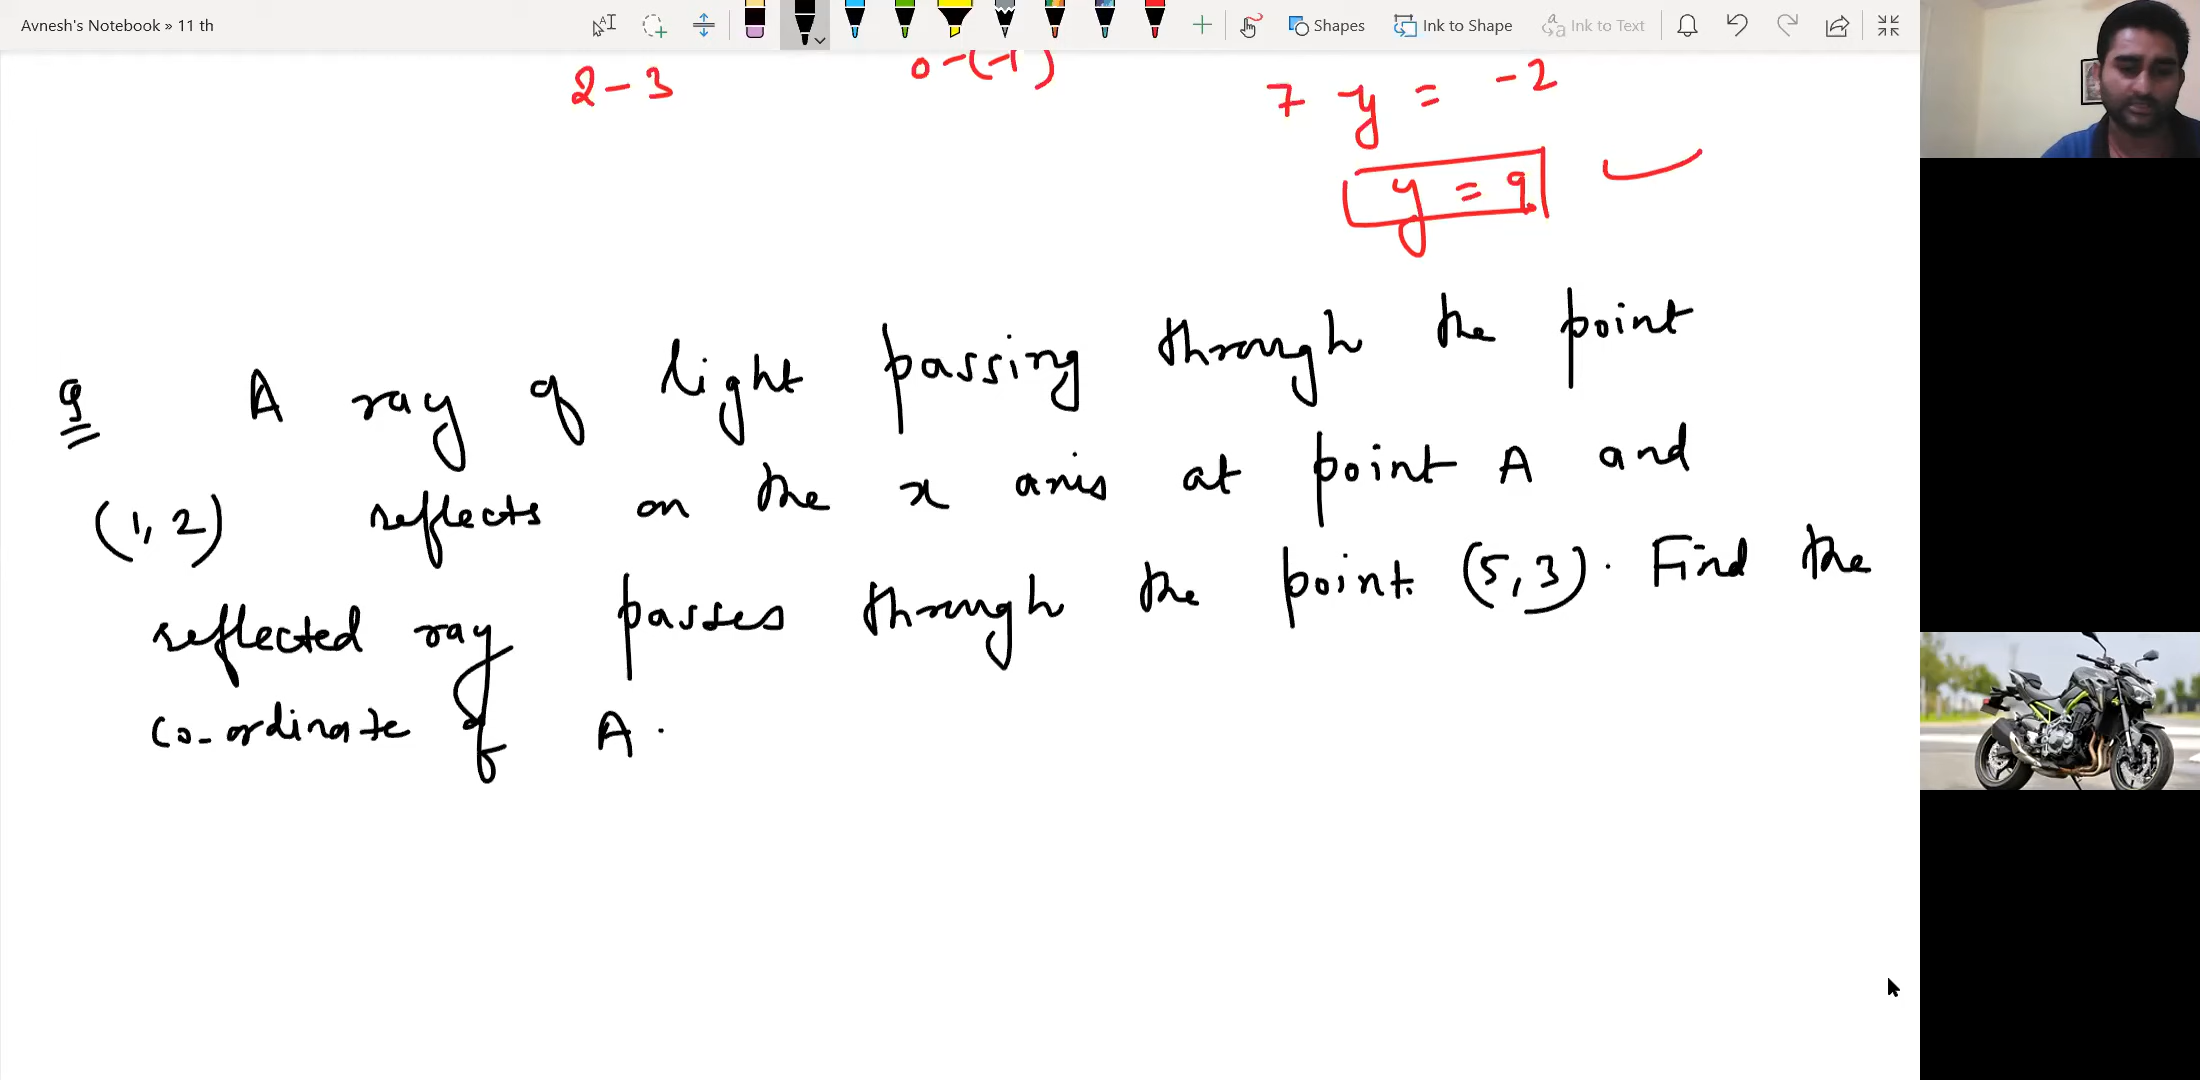 Avnesh's Notebook » 11 th
Shapes
Ink to Shape
Ink to Text
2-3
0-(-1)
7-y = -2
y = 9
Q A ray of light passing through the point
(1, 2) reflects on the x axis at point A and
reflected ray passes through the point. (5, 3). Find the
co-ordinate of A.